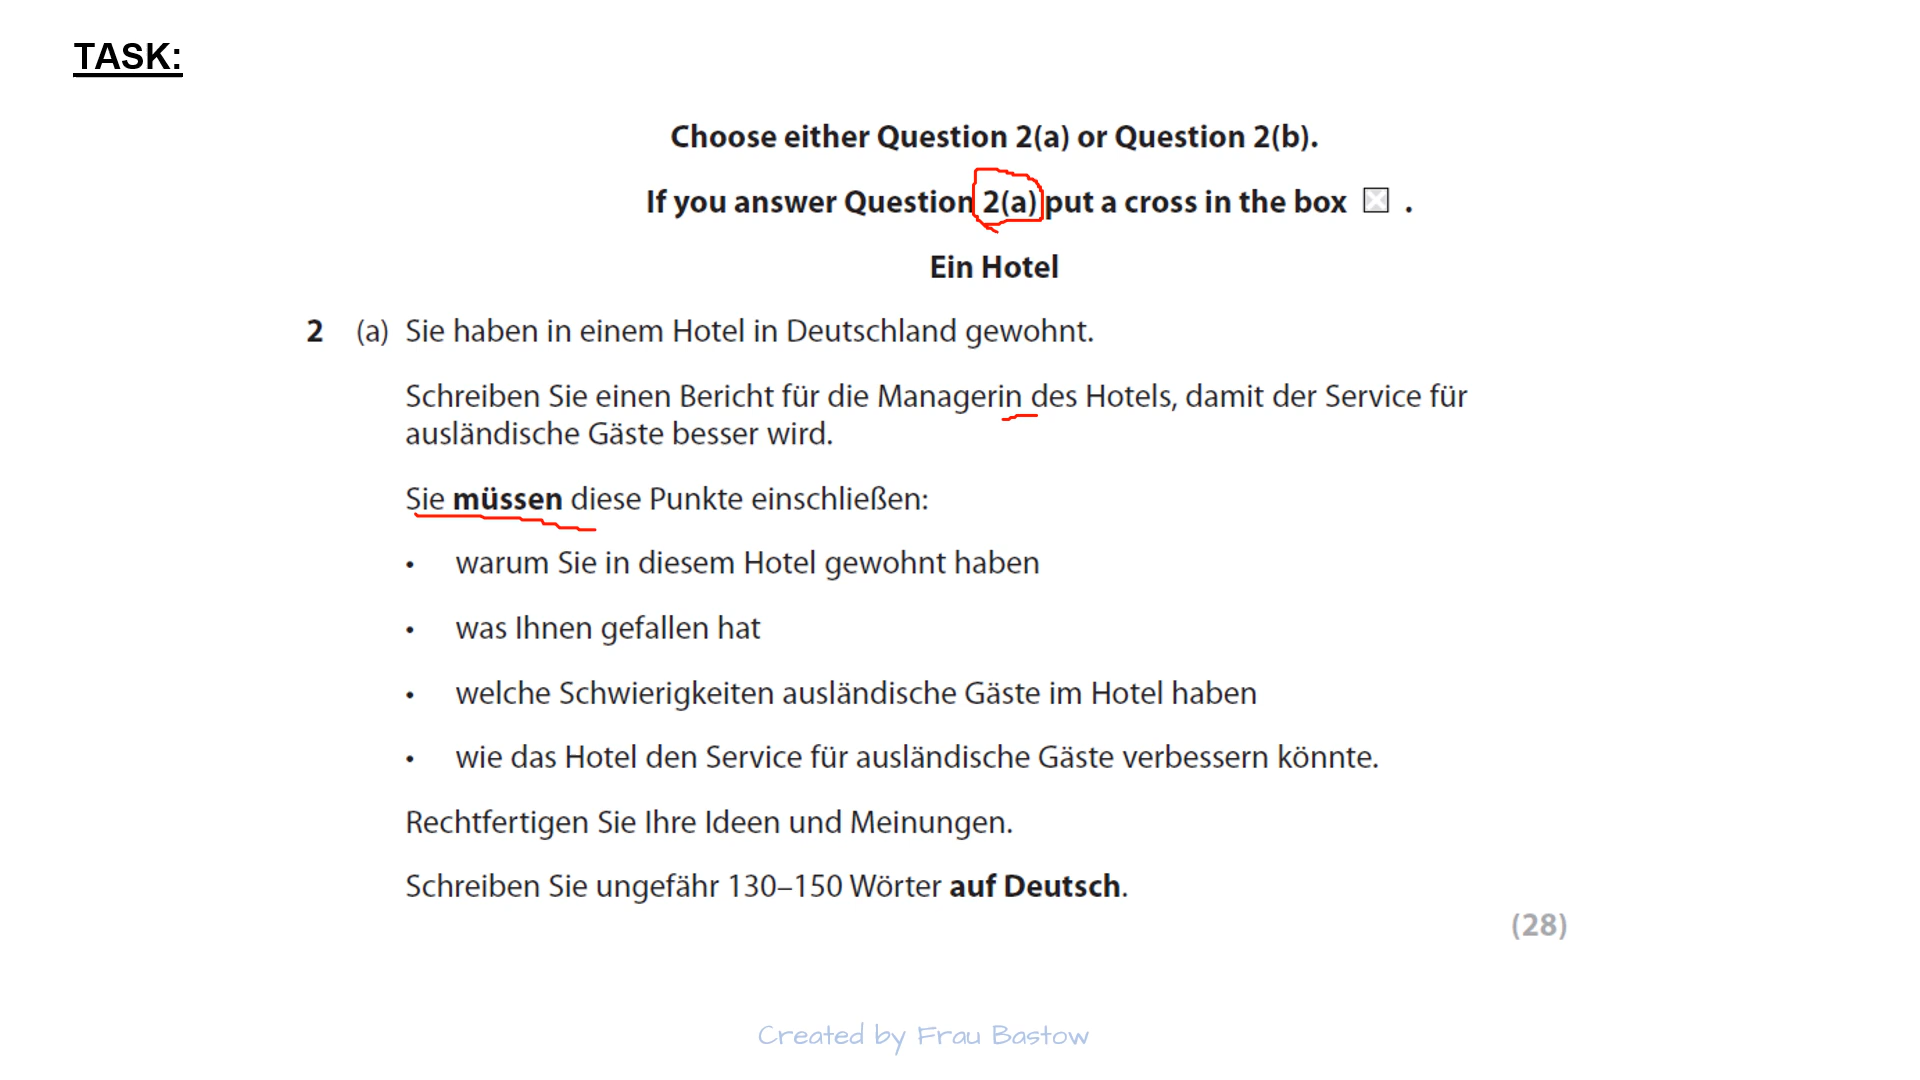 TASK:
Choose either Question 2(a) or Question 2(b).
If you answer Question 2(a) put a cross in the box ☒ .
Ein Hotel
2 (a) Sie haben in einem Hotel in Deutschland gewohnt.
Schreiben Sie einen Bericht für die Managerin des Hotels, damit der Service für
ausländische Gäste besser wird.
Sie müssen diese Punkte einschließen:
• warum Sie in diesem Hotel gewohnt haben
• was Ihnen gefallen hat
• welche Schwierigkeiten ausländische Gäste im Hotel haben
• wie das Hotel den Service für ausländische Gäste verbessern könnte.
Rechtfertigen Sie Ihre Ideen und Meinungen.
Schreiben Sie ungefähr 130–150 Wörter auf Deutsch.
(28)
Created by Frau Bastow